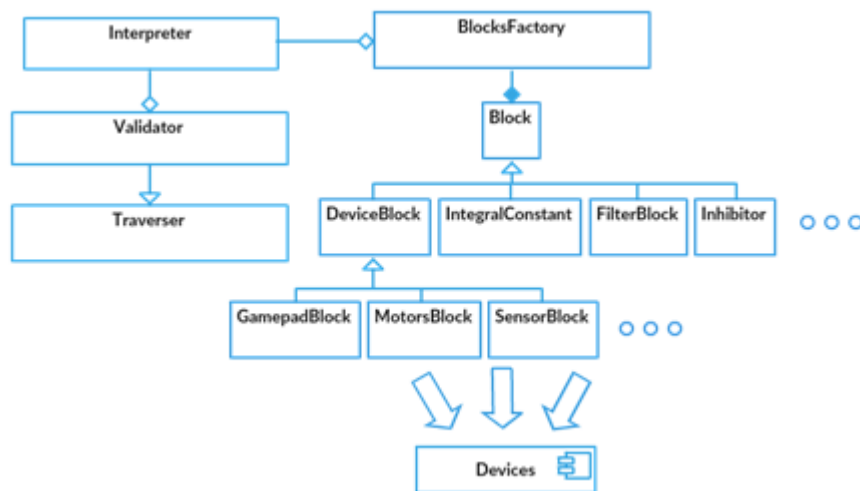 Interpreter
BlocksFactory
Block
Validator
Traverser
DeviceBlock
IntegralConstant
FilterBlock
Inhibitor
GamepadBlock
MotorsBlock
SensorBlock
Devices